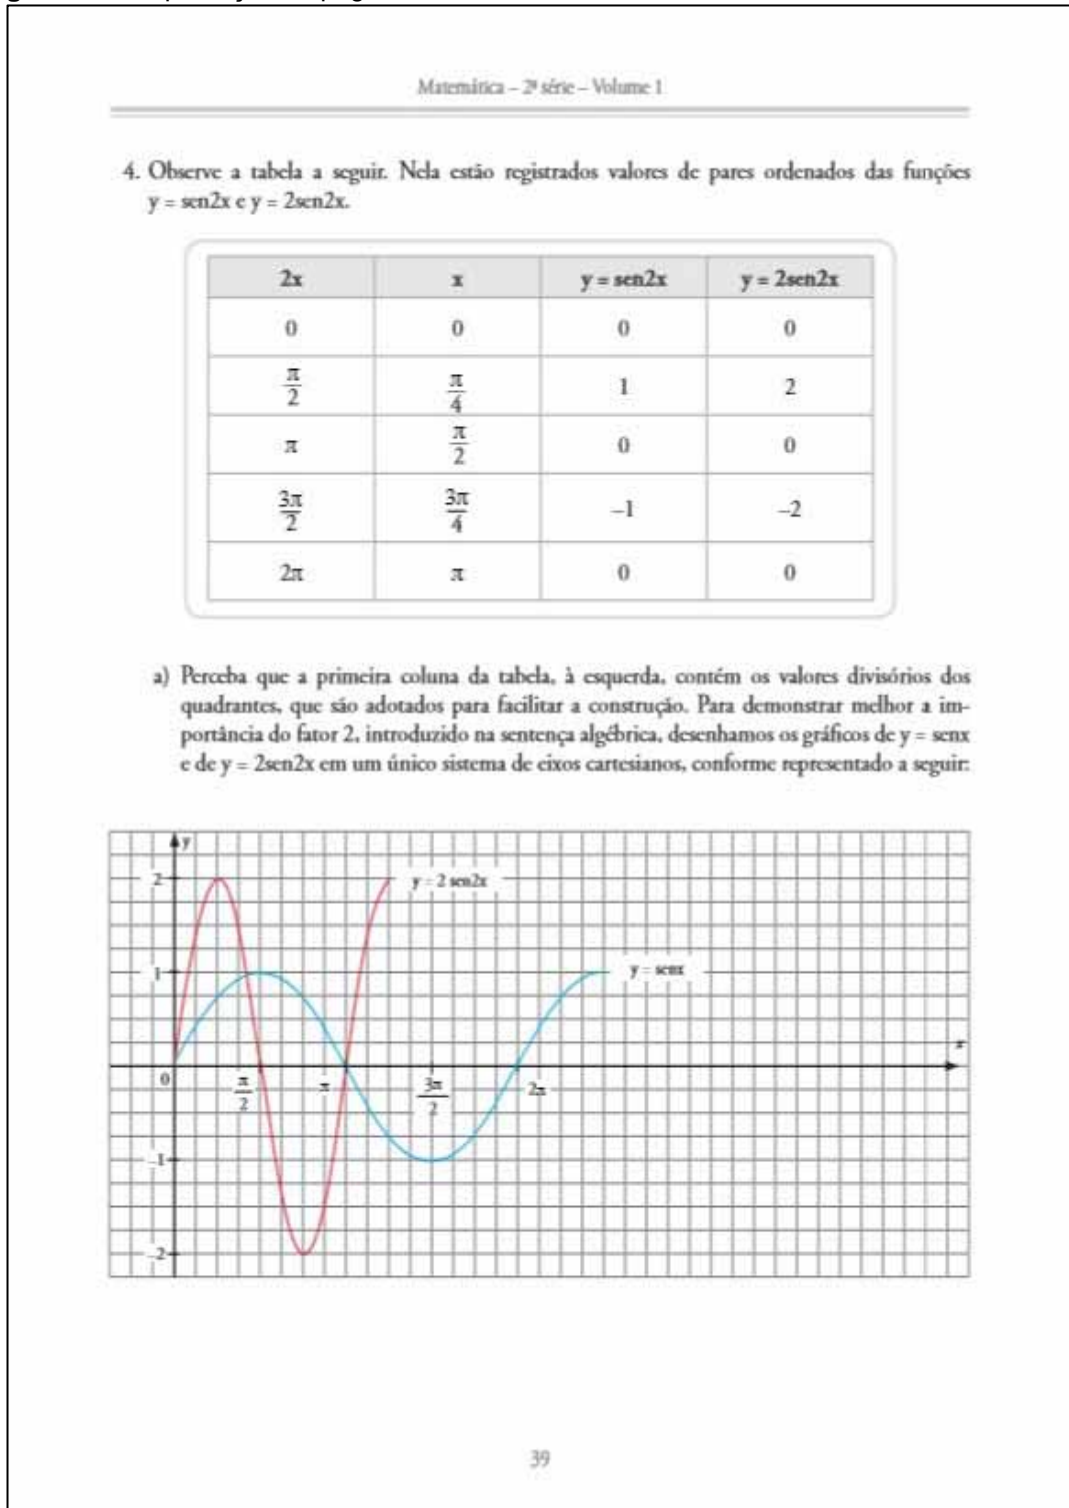 Matemática – 2ª série – Volume 1
4. Observe a tabela a seguir. Nela estão registrados valores de pares ordenados das funções
y = sen2x e y = 2sen2x.
2x x y = sen2x y = 2sen2x
0 0 0 0
π/2 π/4 1 2
π π/2 0 0
3π/2 3π/4 –1 –2
2π π 0 0
a) Perceba que a primeira coluna da tabela, à esquerda, contém os valores divisórios dos
quadrantes, que são adotados para facilitar a construção. Para demonstrar melhor a im-
portância do fator 2, introduzido na sentença algébrica, desenhamos os gráficos de y = senx
e de y = 2sen2x em um único sistema de eixos cartesianos, conforme representado a seguir:
y
2
y = 2 sen2x
1
y = senx
x
0 π/2 π 3π/2 2π
–1
–2
39